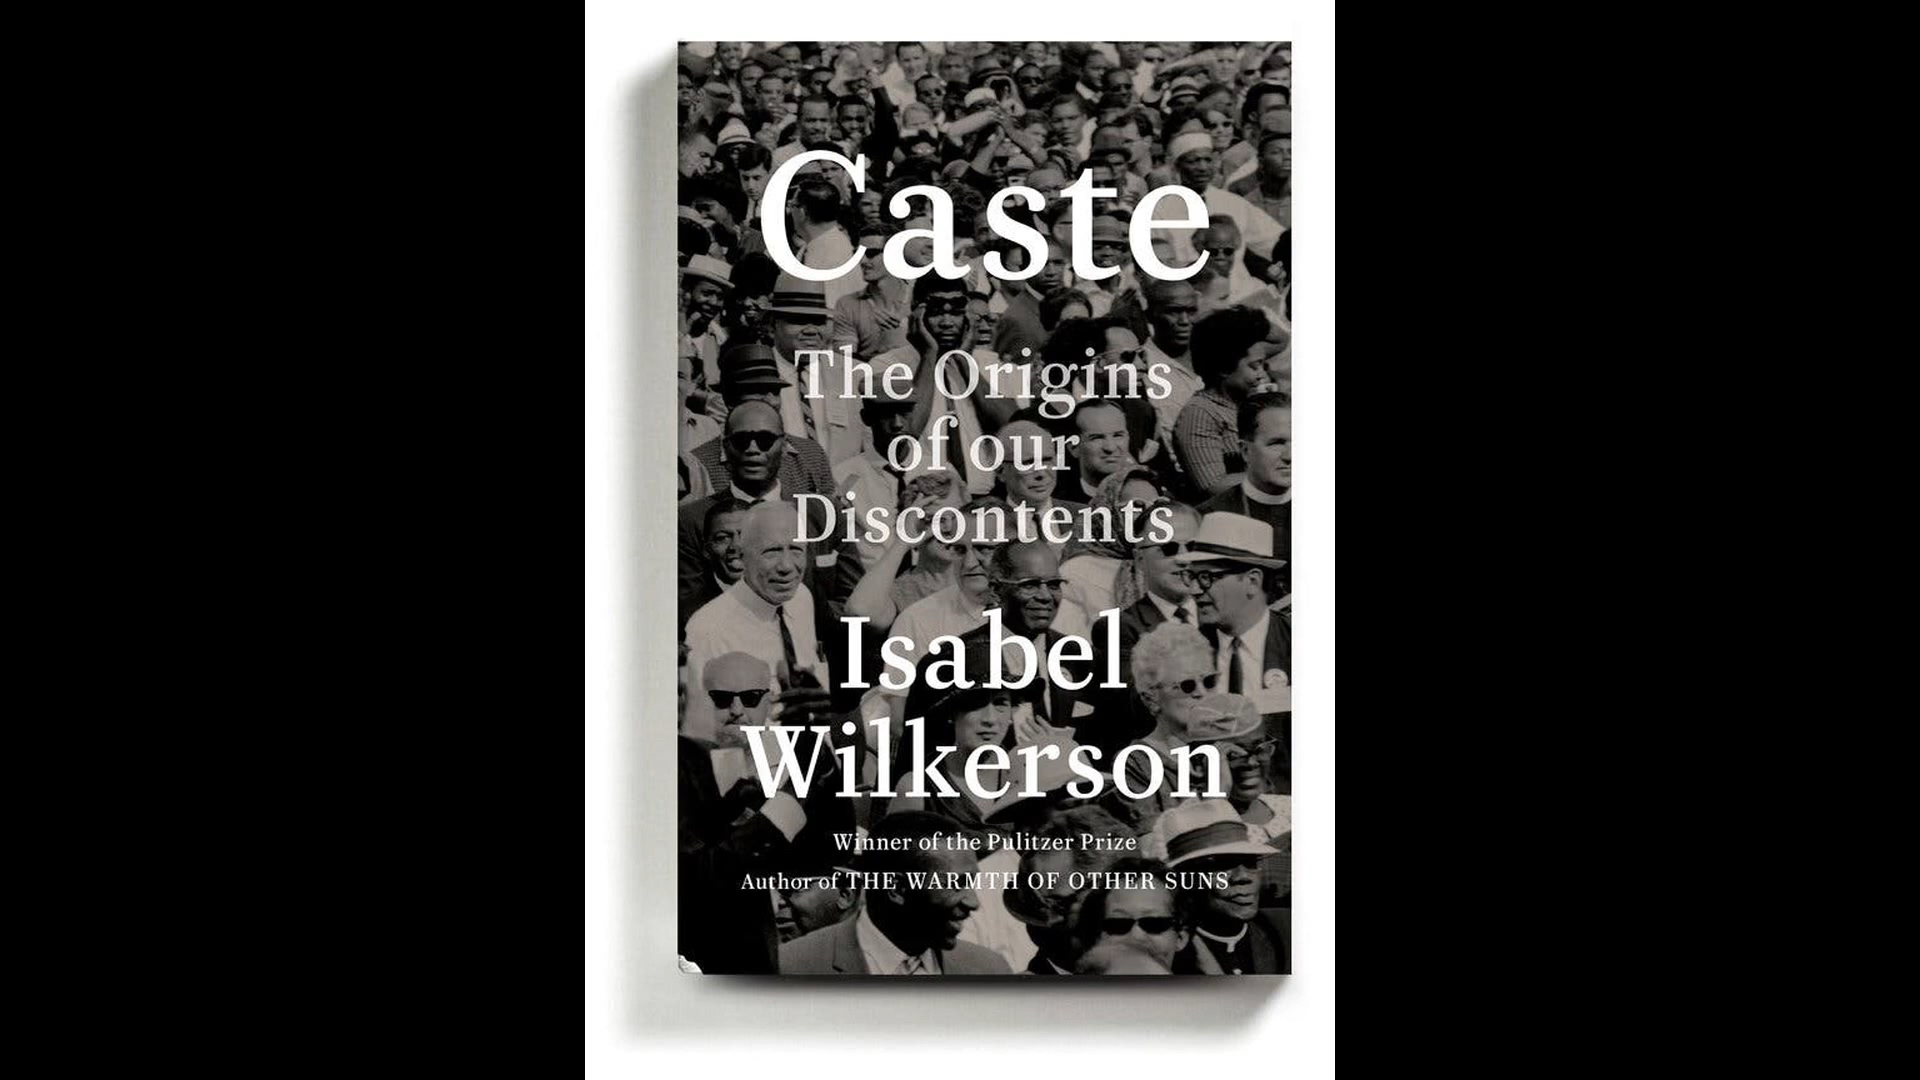 Caste
The Origins
of our
Discontents
Isabel
Wilkerson
Winner of the Pulitzer Prize
Author of THE WARMTH OF OTHER SUNS